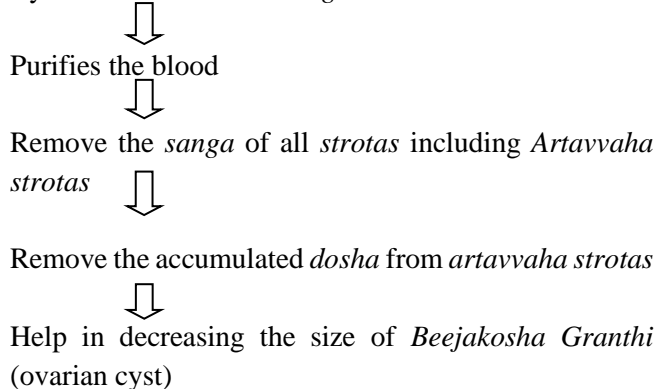 Purifies the blood
Remove the sanga of all strotas including Artavvaha
strotas
Remove the accumulated dosha from artavvaha strotas
Help in decreasing the size of Beejakosha Granthi
(ovarian cyst)